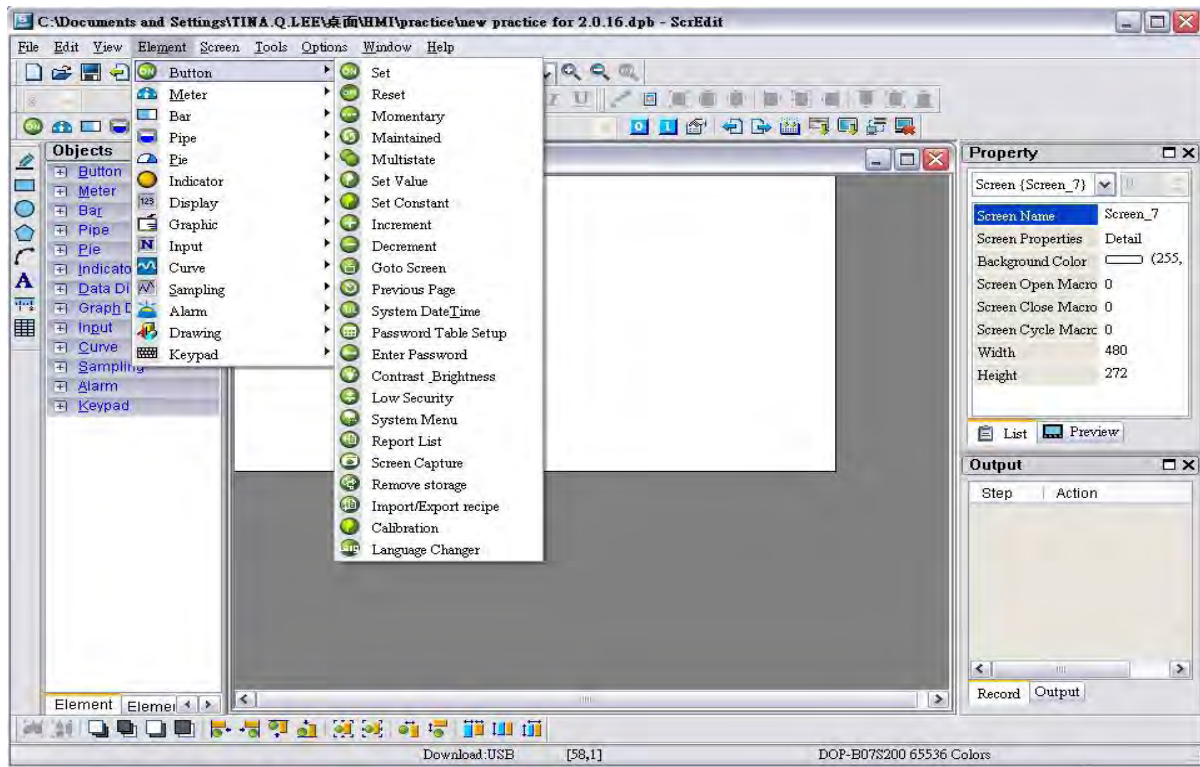 C:\Documents and Settings\TINA.Q.LEE\桌面\HMI\practice\new practice for 2.0.16.dpb - ScrEdit
File Edit View Element Screen Tools Options Window Help
Button
Meter
Bar
Pipe
Pie
Indicator
Display
Graphic
Input
Curve
Sampling
Alarm
Drawing
Keypad
Set
Reset
Momentary
Maintained
Multistate
Set Value
Set Constant
Increment
Decrement
Goto Screen
Previous Page
System DateTime
Password Table Setup
Enter Password
Contrast_Brightness
Low Security
System Menu
Report List
Screen Capture
Remove storage
Import/Export recipe
Calibration
Language Changer
Objects
Button
Meter
Bar
Pipe
Pie
Indicato
Data Di
Graph D
Input
Curve
Sampling
Alarm
Keypad
Element Elemen
Property
Screen {Screen_7}
Screen Name Screen_7
Screen Properties Detail
Background Color (255,
Screen Open Macro 0
Screen Close Macro 0
Screen Cycle Macrc 0
Width 480
Height 272
List Preview
Output
Step Action
Record Output
Download:USB [58,1] DOP-B07S200 65536 Colors